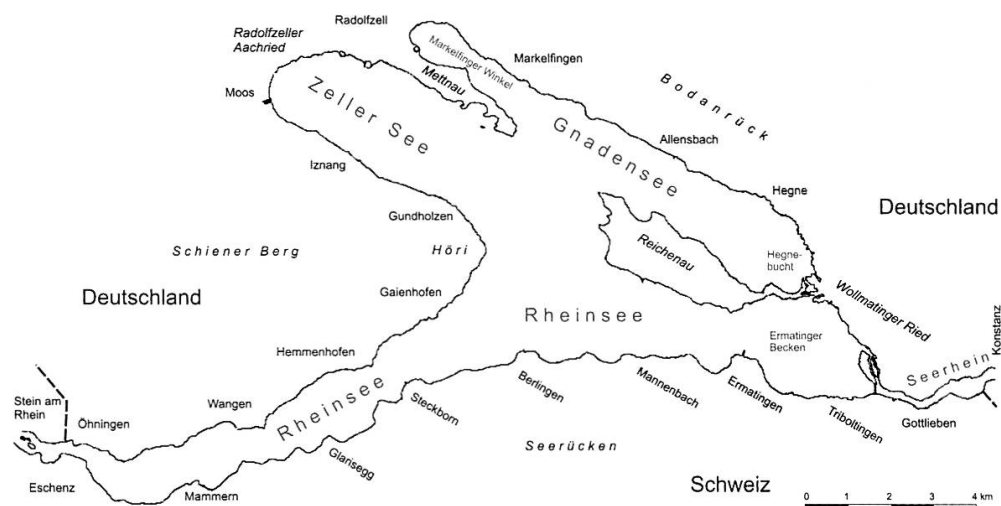 Radolfzell
Radolfzeller
Aachried
Markelfinger Winkel
Markelfingen
Mettnau
Bodanrück
Moos
Zeller See
Gnadensee
Allensbach
Iznang
Hegne
Deutschland
Gundholzen
Reichenau
Schiener Berg
Höri
Hegne-
bucht
Wollmatinger Ried
Deutschland
Gaienhofen
Rheinsee
Konstanz
Ermatinger
Becken
Hemmenhofen
Seerhein
Stein am
Rhein
Wangen
Rheinsee
Steckborn
Berlingen
Mannenbach
Ermatingen
Triboltingen
Gottlieben
Öhningen
Glarisegg
Seerücken
Eschenz
Mammern
Schweiz
0 1 2 3 4 km